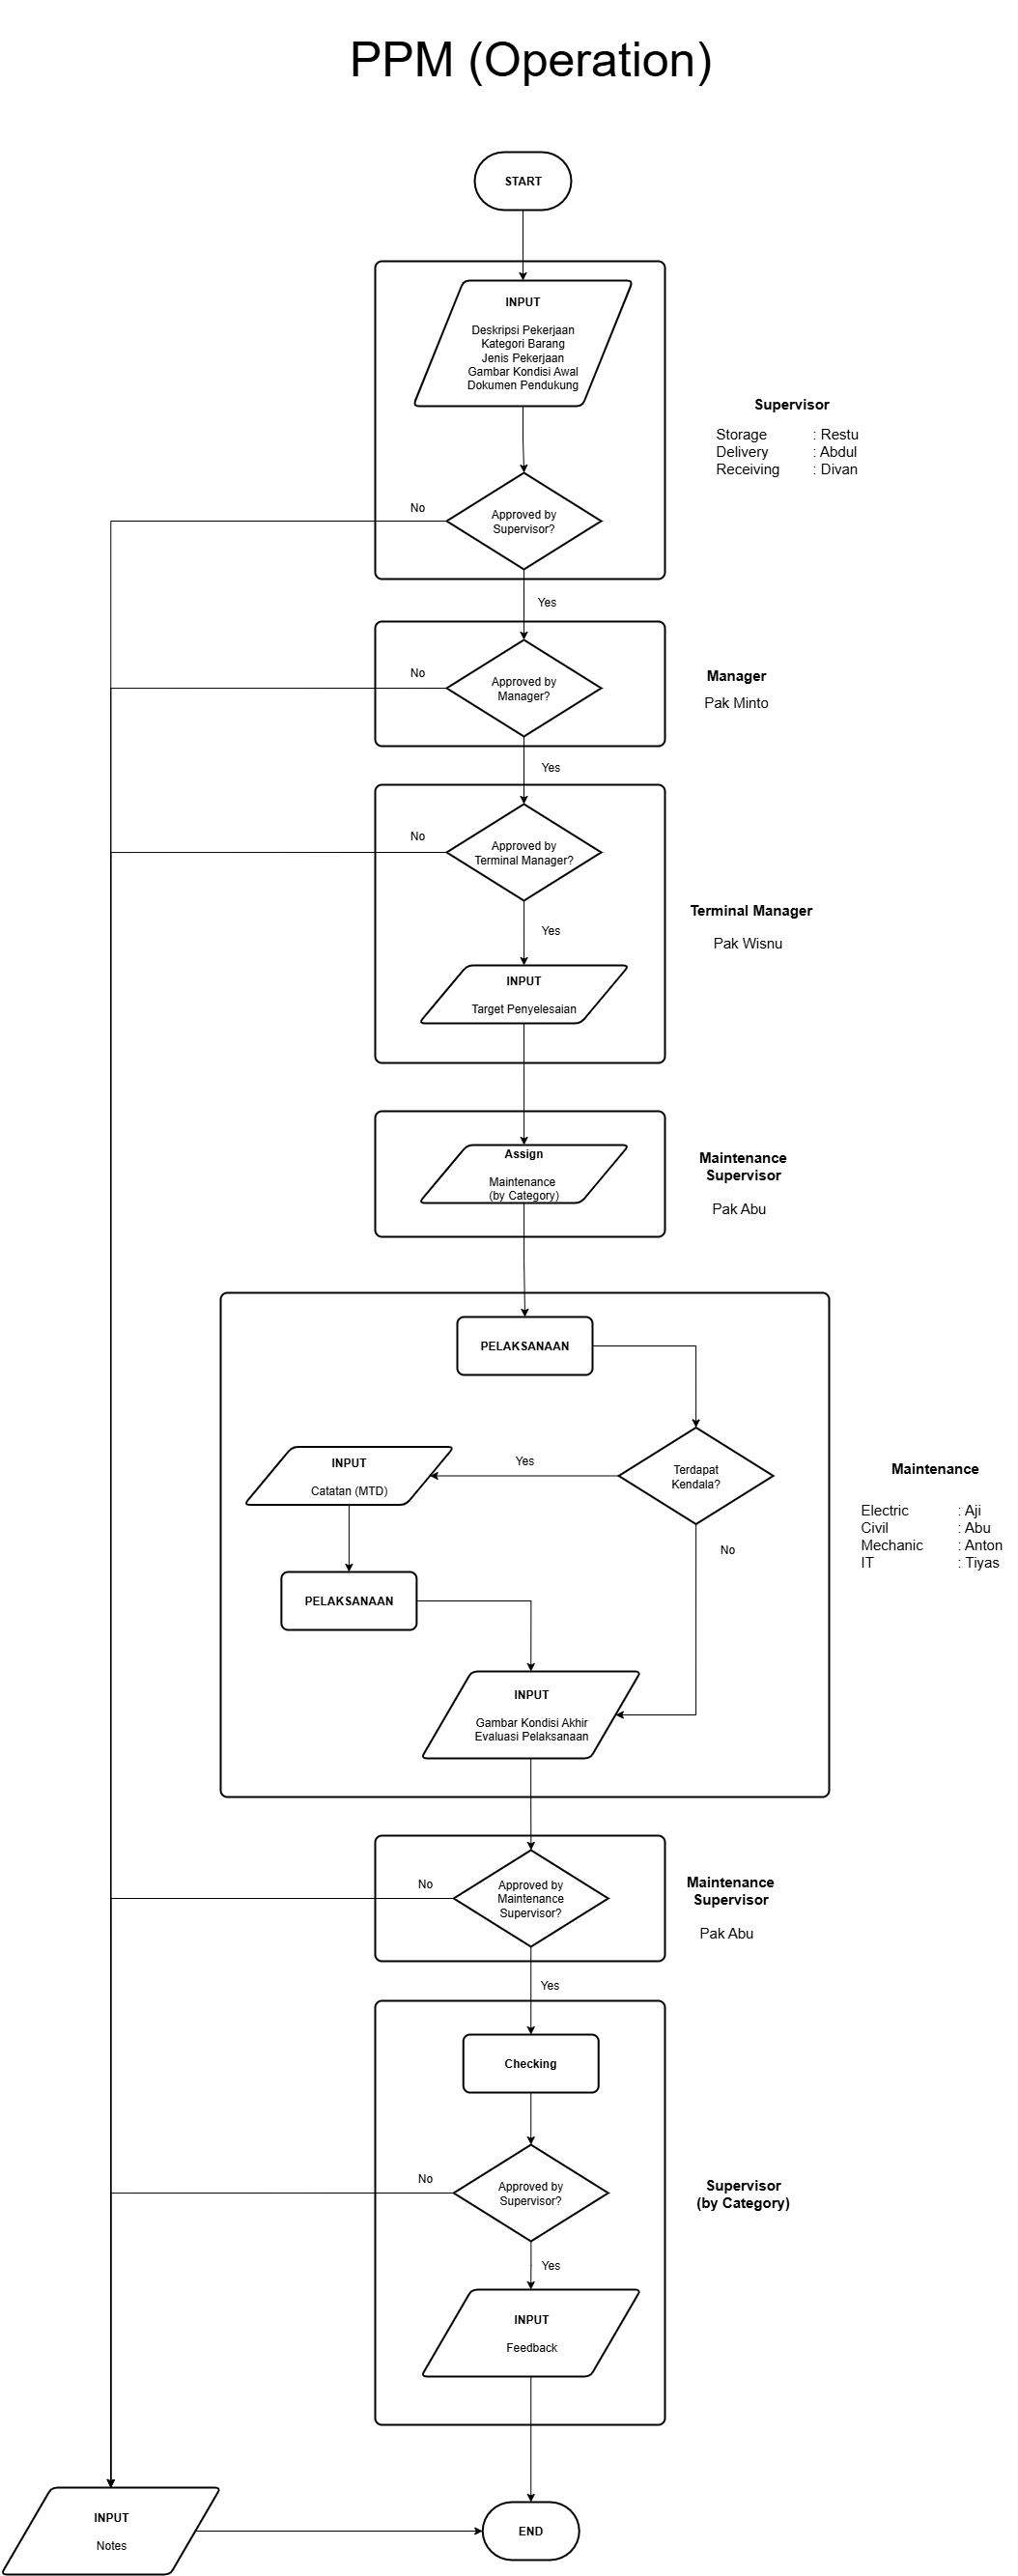 PPM (Operation)
START
INPUT
Deskripsi Pekerjaan
Kategori Barang
Jenis Pekerjaan
Gambar Kondisi Awal
Dokumen Pendukung
Supervisor
Storage : Restu
Delivery : Abdul
Receiving : Divan
No
Approved by
Supervisor?
Yes
No
Approved by
Manager?
Manager
Pak Minto
Yes
No
Approved by
Terminal Manager?
Yes
Terminal Manager
Pak Wisnu
INPUT
Target Penyelesaian
Assign
Maintenance
(by Category)
Maintenance
Supervisor
Pak Abu
PELAKSANAAN
INPUT
Catatan (MTD)
Yes
Terdapat
Kendala?
No
Maintenance
Electric : Aji
Civil : Abu
Mechanic : Anton
IT : Tiyas
PELAKSANAAN
INPUT
Gambar Kondisi Akhir
Evaluasi Pelaksanaan
No
Approved by
Maintenance
Supervisor?
Maintenance
Supervisor
Pak Abu
Yes
Checking
No
Approved by
Supervisor?
Supervisor
(by Category)
Yes
INPUT
Feedback
INPUT
Notes
END